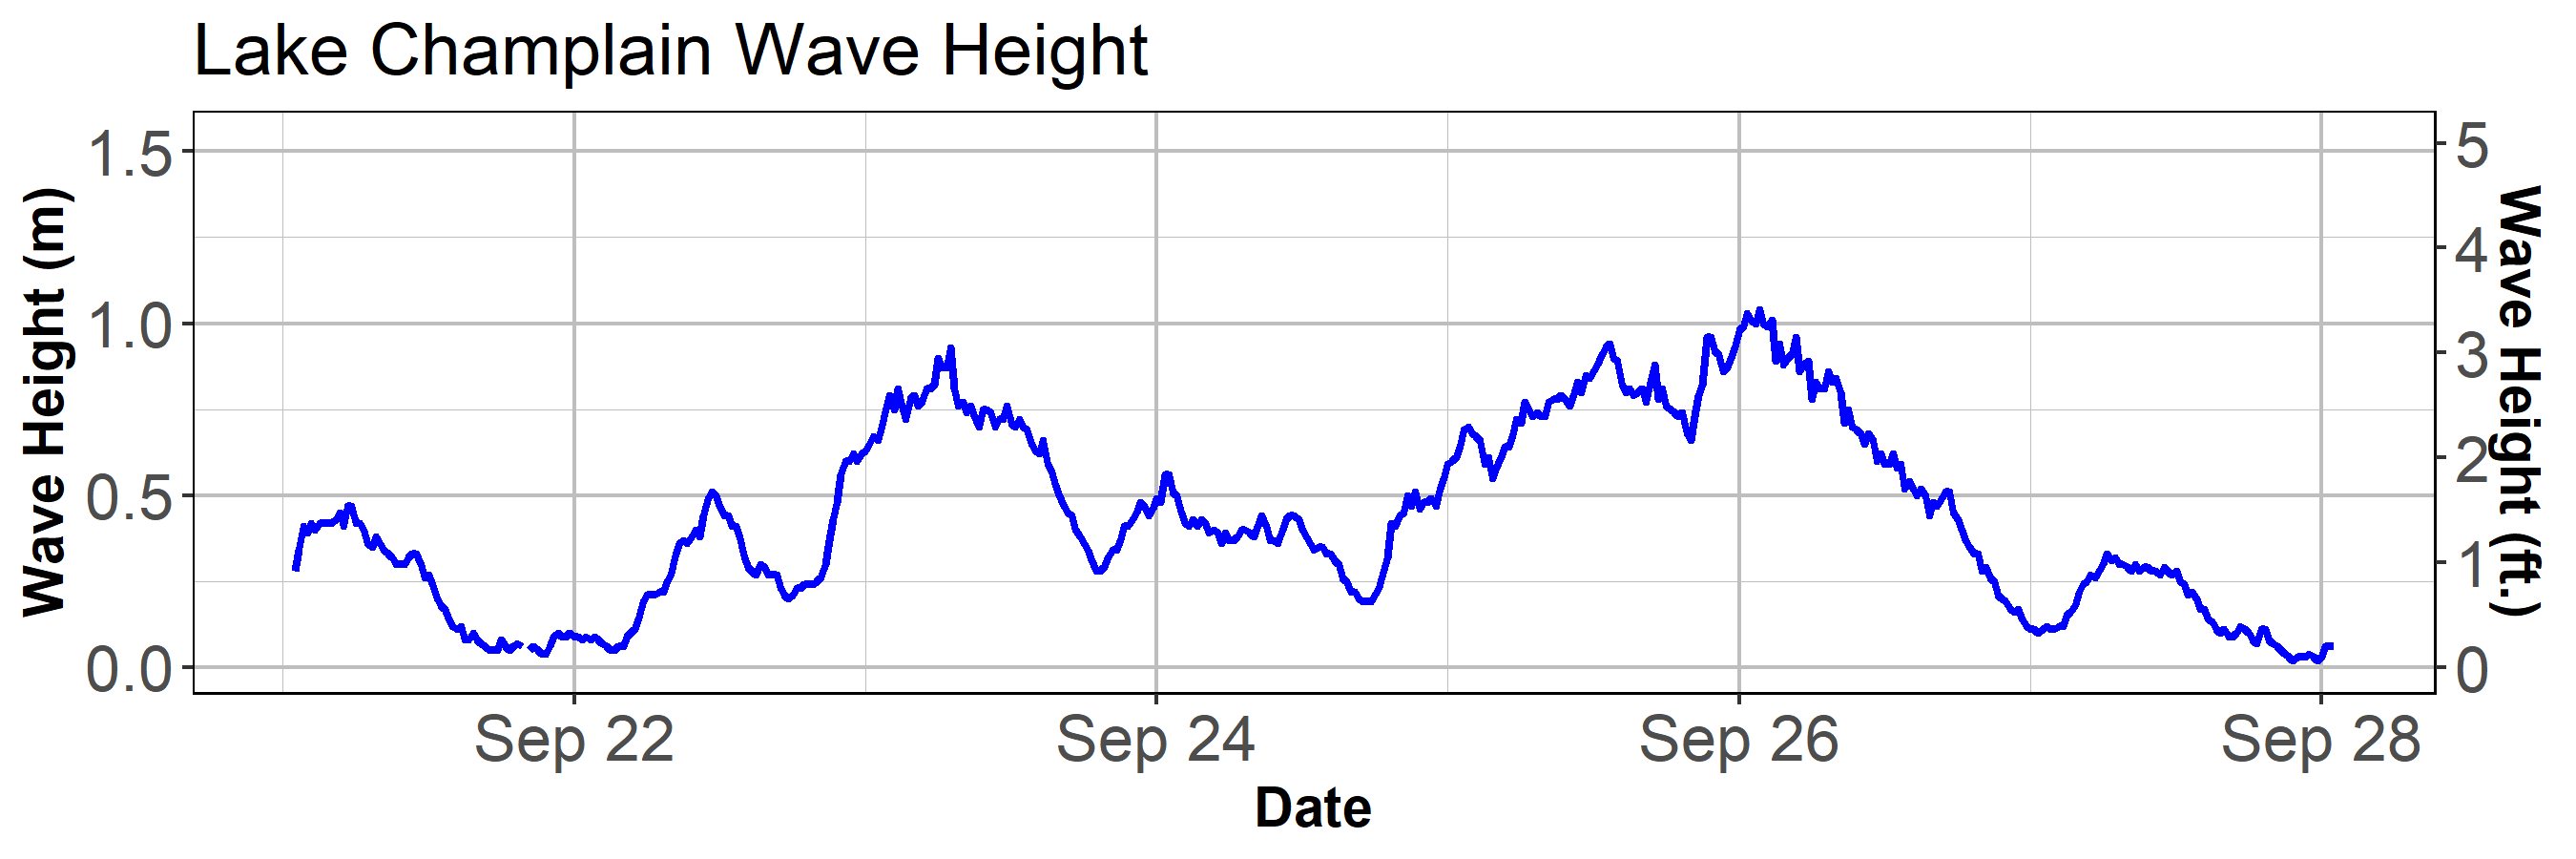 Lake Champlain Wave Height
Wave Height (m)
1.5
1.0
0.5
0.0
5
4
3
2
1
0
Wave Height (ft.)
Sep 22
Sep 24
Sep 26
Sep 28
Date